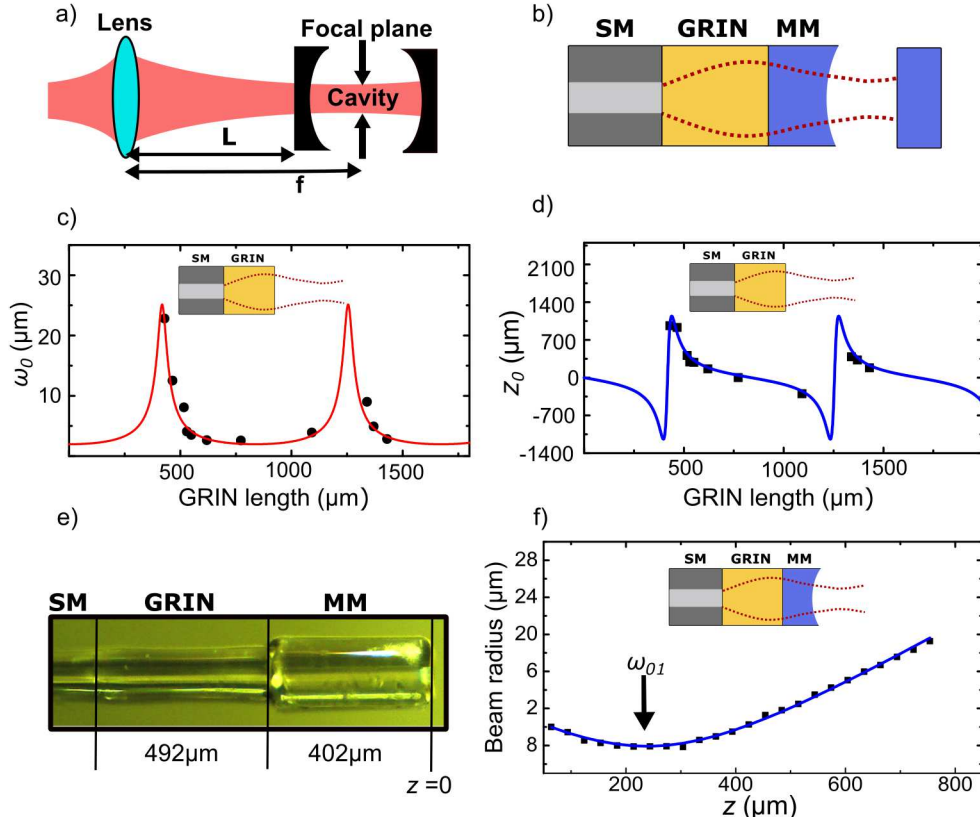 a)
Lens
Focal plane
Cavity
L
f
b)
SM GRIN MM
c)
ω0 (µm)
30
20
10
SM GRIN
500 1000 1500
GRIN length (µm)
d)
z0 (µm)
2100
1400
700
0
-700
-1400
SM GRIN
500 1000 1500
GRIN length (µm)
e)
SM GRIN MM
492µm 402µm
z =0
f)
Beam radius (µm)
28
24
20
16
12
8
SM GRIN MM
ω01
200 400 600 800
z (µm)